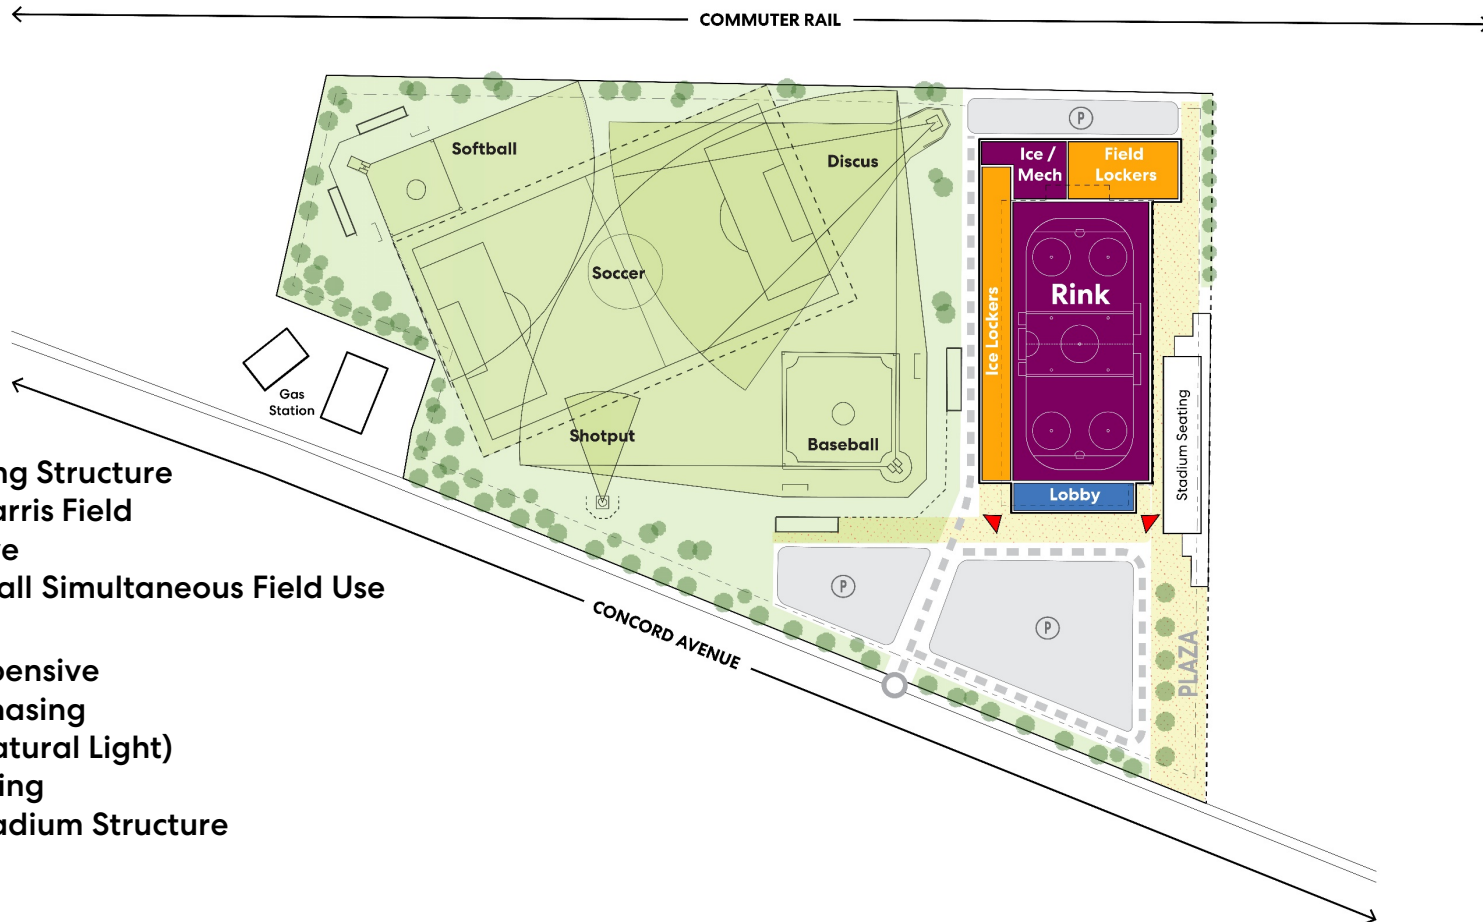 COMMUTER RAIL
P
Softball
Discus
Ice /
Mech
Field
Lockers
Soccer
Rink
Ice Lockers
Gas
Station
Shotput
Baseball
Stadium Seating
Lobby
ng Structure
arris Field
re
all Simultaneous Field Use
P
P
CONCORD AVENUE
PLAZA
pensive
hasing
atural Light)
ing
adium Structure